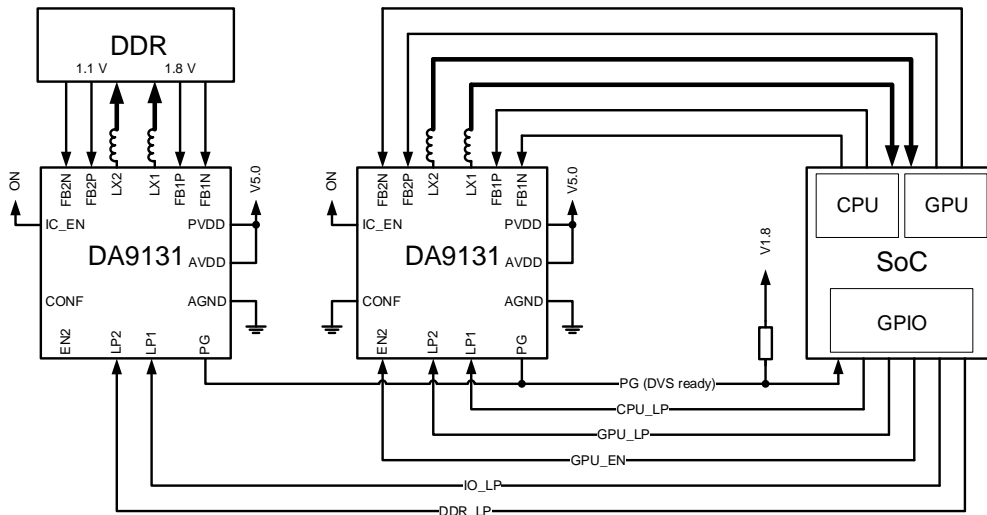 DDR
1.1 V 1.8 V
FB2N FB2P LX2 LX1 FB1P FB1N
ON
V5.0
IC_EN PVDD
DA9131 AVDD
CONF AGND
EN2 LP2 LP1 PG
FB2N FB2P LX2 LX1 FB1P FB1N
ON
V5.0
IC_EN PVDD
DA9131 AVDD
CONF AGND
EN2 LP2 LP1 PG
V1.8
CPU GPU
SoC
GPIO
PG (DVS ready)
CPU_LP
GPU_LP
GPU_EN
IO_LP
DDR_LP